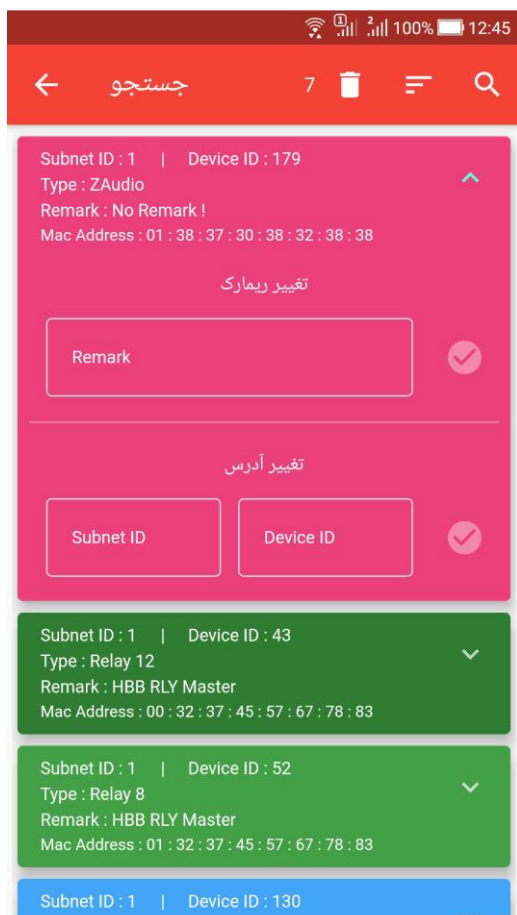 1 2 100% 12:45
جستجو 7
Subnet ID : 1 | Device ID : 179
Type : ZAudio
Remark : No Remark !
Mac Address : 01 : 38 : 37 : 30 : 38 : 32 : 38 : 38
تغییر ریمارک
Remark
تغییر آدرس
Subnet ID Device ID
Subnet ID : 1 | Device ID : 43
Type : Relay 12
Remark : HBB RLY Master
Mac Address : 00 : 32 : 37 : 45 : 57 : 67 : 78 : 83
Subnet ID : 1 | Device ID : 52
Type : Relay 8
Remark : HBB RLY Master
Mac Address : 01 : 32 : 37 : 45 : 57 : 67 : 78 : 83
Subnet ID : 1 | Device ID : 130